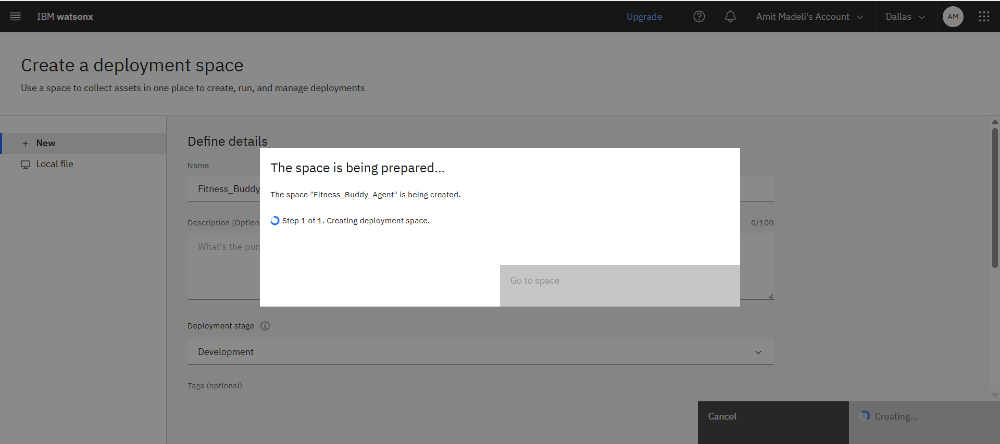 IBM watsonx
Upgrade
Amit Madeli's Account
Dallas
AM
Create a deployment space
Use a space to collect assets in one place to create, run, and manage deployments
New
Local file
Define details
Name
Fitness_Buddy_
The space is being prepared...
The space "Fitness_Buddy_Agent" is being created.
Step 1 of 1. Creating deployment space.
Go to space
Description (Option
0/100
What's the pur
Deployment stage
Development
Tags (optional)
Cancel
Creating...